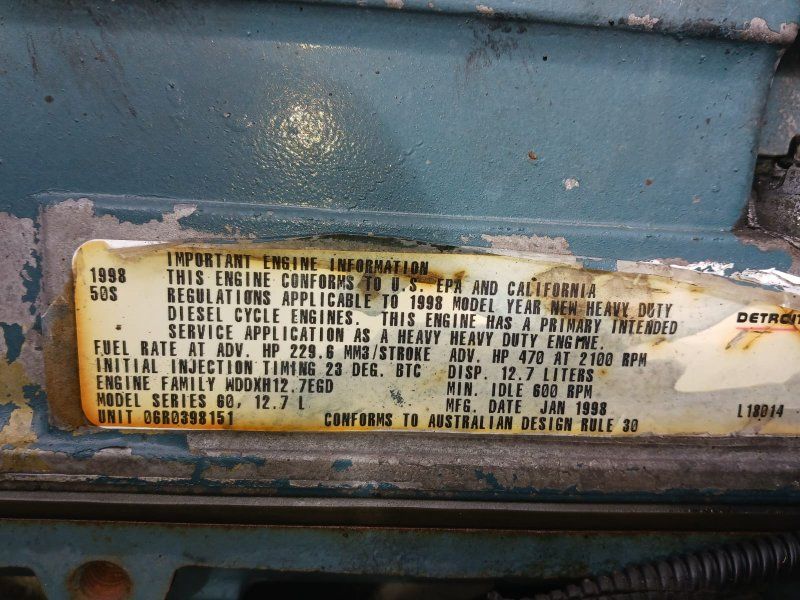 IMPORTANT ENGINE INFORMATION
1998 THIS ENGINE CONFORMS TO U.S. EPA AND CALIFORNIA
50S REGULATIONS APPLICABLE TO 1998 MODEL YEAR NEW HEAVY DUTY
DIESEL CYCLE ENGINES. THIS ENGINE HAS A PRIMARY INTENDED
SERVICE APPLICATION AS A HEAVY HEAVY DUTY ENGINE.
DETROIT
FUEL RATE AT ADV. HP 229.6 MM3/STROKE ADV. HP 470 AT 2100 RPM
INITIAL INJECTION TIMING 23 DEG. BTC DISP. 12.7 LITERS
ENGINE FAMILY WDDXH12.7EGD MIN. IDLE 600 RPM
MODEL SERIES 60, 12.7 L MFG. DATE JAN 1998 L18014
UNIT 06R0398151 CONFORMS TO AUSTRALIAN DESIGN RULE 30